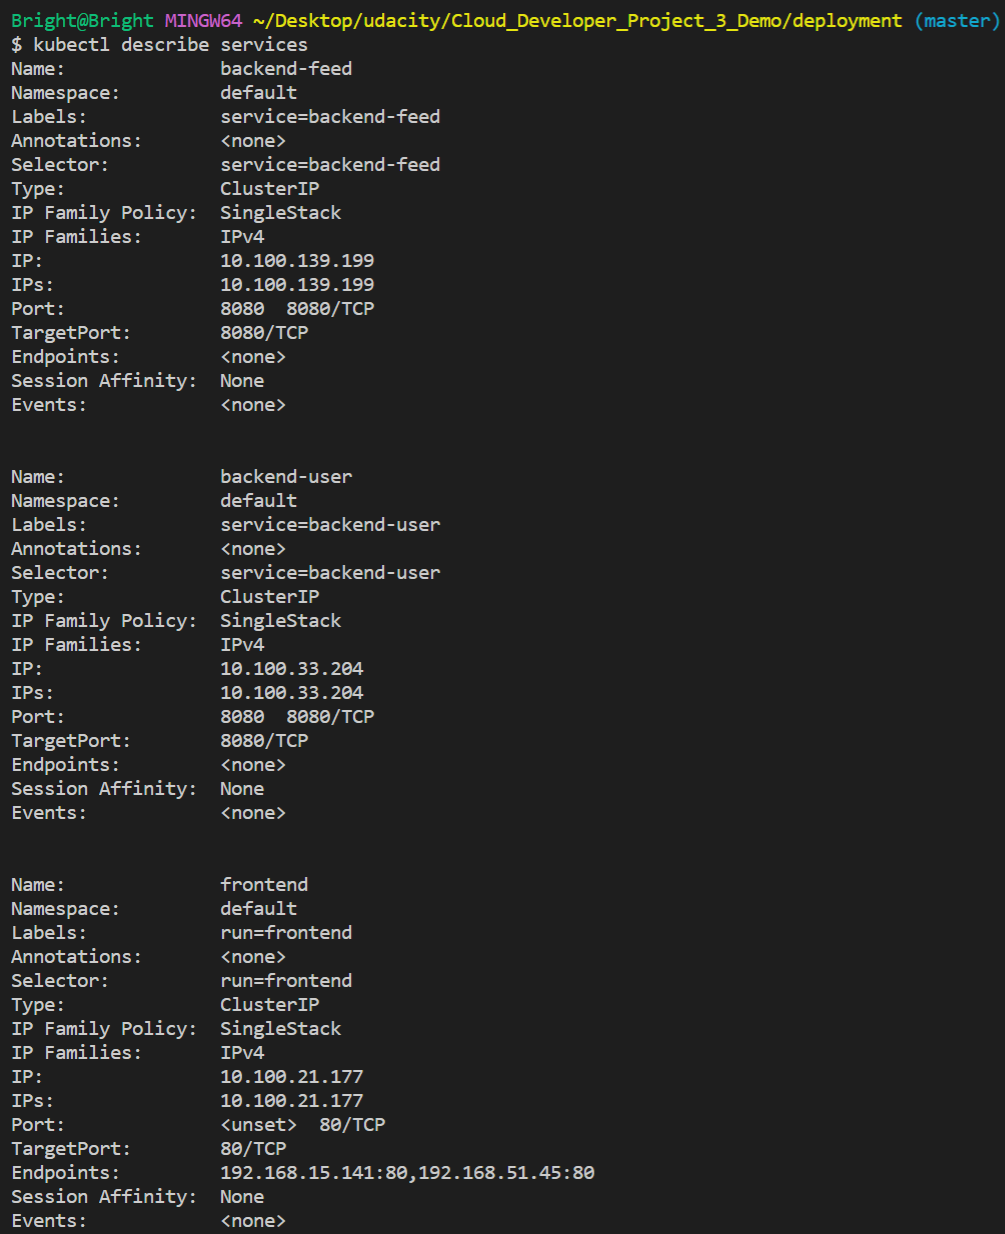 Bright@Bright MINGW64 ~/Desktop/udacity/Cloud_Developer_Project_3_Demo/deployment (master)
$ kubectl describe services
Name:              backend-feed
Namespace:         default
Labels:            service=backend-feed
Annotations:       <none>
Selector:          service=backend-feed
Type:              ClusterIP
IP Family Policy:  SingleStack
IP Families:       IPv4
IP:                10.100.139.199
IPs:               10.100.139.199
Port:              8080  8080/TCP
TargetPort:        8080/TCP
Endpoints:         <none>
Session Affinity:  None
Events:            <none>

Name:              backend-user
Namespace:         default
Labels:            service=backend-user
Annotations:       <none>
Selector:          service=backend-user
Type:              ClusterIP
IP Family Policy:  SingleStack
IP Families:       IPv4
IP:                10.100.33.204
IPs:               10.100.33.204
Port:              8080  8080/TCP
TargetPort:        8080/TCP
Endpoints:         <none>
Session Affinity:  None
Events:            <none>

Name:              frontend
Namespace:         default
Labels:            run=frontend
Annotations:       <none>
Selector:          run=frontend
Type:              ClusterIP
IP Family Policy:  SingleStack
IP Families:       IPv4
IP:                10.100.21.177
IPs:               10.100.21.177
Port:              <unset>  80/TCP
TargetPort:        80/TCP
Endpoints:         192.168.15.141:80,192.168.51.45:80
Session Affinity:  None
Events:            <none>